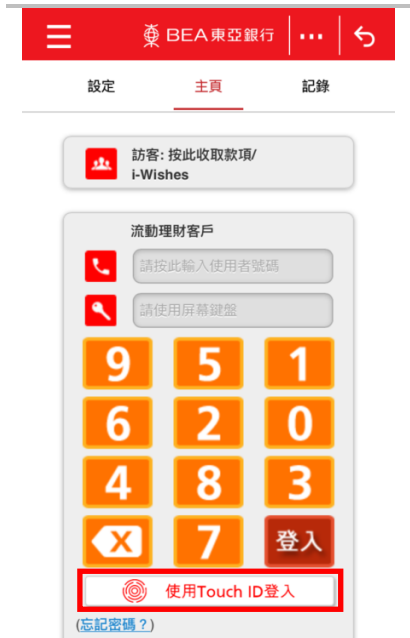 BEA東亞銀行
設定 主頁 記錄
訪客: 按此收取款項/
i-Wishes
流動理財客戶
請按此輸入使用者號碼
請使用屏幕鍵盤
9 5 1
6 2 0
4 8 3
X 7 登入
使用Touch ID登入
(忘記密碼？)